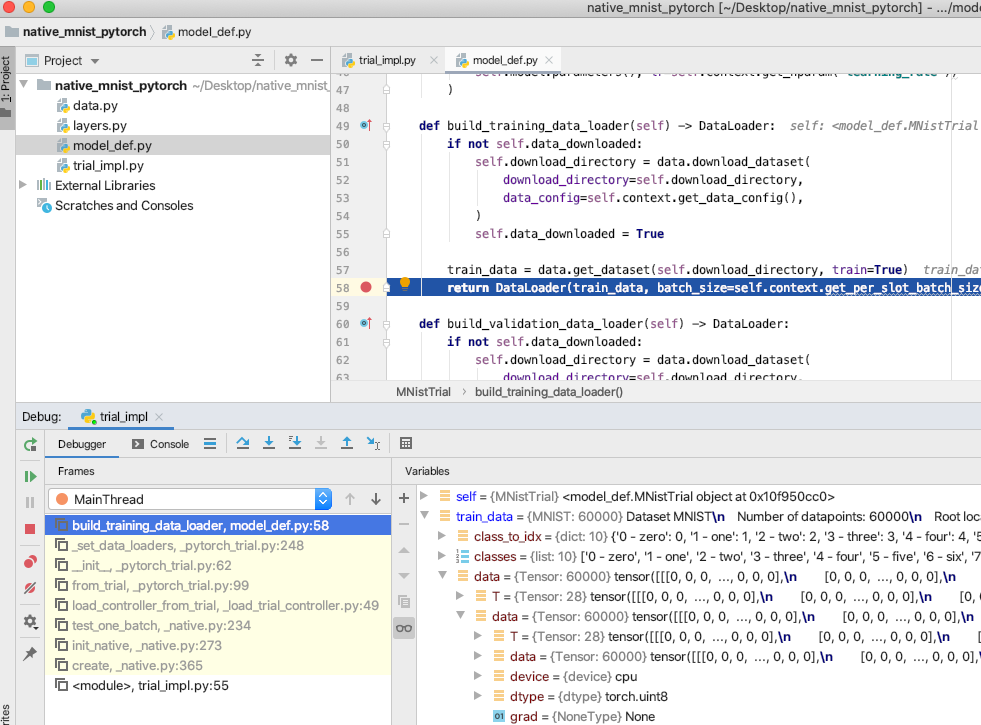 native_mnist_pytorch [~/Desktop/native_mnist_pytorch] - .../mode
native_mnist_pytorch model_def.py
1: Project
Project
native_mnist_pytorch ~/Desktop/native_mnist_
data.py
layers.py
model_def.py
trial_impl.py
External Libraries
Scratches and Consoles
trial_impl.py model_def.py
47 )
48
49 def build_training_data_loader(self) -> DataLoader: self: <model_def.MNistTrial
50 if not self.data_downloaded:
51 self.download_directory = data.download_dataset(
52 download_directory=self.download_directory,
53 data_config=self.context.get_data_config(),
54 )
55 self.data_downloaded = True
56
57 train_data = data.get_dataset(self.download_directory, train=True) train_da
58 return DataLoader(train_data, batch_size=self.context.get_per_slot_batch_size
59
60 def build_validation_data_loader(self) -> DataLoader:
61 if not self.data_downloaded:
62 self.download_directory = data.download_dataset(
63 download_directory=self.download_directory,
MNistTrial build_training_data_loader()
Debug: trial_impl
Debugger Console
Frames
MainThread
build_training_data_loader, model_def.py:58
_set_data_loaders, _pytorch_trial.py:248
__init__, _pytorch_trial.py:62
from_trial, _pytorch_trial.py:99
load_controller_from_trial, _load_trial_controller.py:49
test_one_batch, _native.py:234
init_native, _native.py:273
create, _native.py:365
<module>, trial_impl.py:55
Variables
self = {MNistTrial} <model_def.MNistTrial object at 0x10f950cc0>
train_data = {MNIST: 60000} Dataset MNIST\n Number of datapoints: 60000\n Root loc
class_to_idx = {dict: 10} {'0 - zero': 0, '1 - one': 1, '2 - two': 2, '3 - three': 3, '4 - four': 4, '5
classes = {list: 10} ['0 - zero', '1 - one', '2 - two', '3 - three', '4 - four', '5 - five', '6 - six', '7
data = {Tensor: 60000} tensor([[[0, 0, 0, ..., 0, 0, 0],\n [0, 0, 0, ..., 0, 0, 0],\n
T = {Tensor: 28} tensor([[[0, 0, 0, ..., 0, 0, 0],\n [0, 0, 0, ..., 0, 0, 0],\n [0,
data = {Tensor: 60000} tensor([[[0, 0, 0, ..., 0, 0, 0],\n [0, 0, 0, ..., 0, 0, 0],\n
T = {Tensor: 28} tensor([[[0, 0, 0, ..., 0, 0, 0],\n [0, 0, 0, ..., 0, 0, 0],\n
data = {Tensor: 60000} tensor([[[0, 0, 0, ..., 0, 0, 0],\n [0, 0, 0, ..., 0, 0, 0],\n
device = {device} cpu
dtype = {dtype} torch.uint8
grad = {NoneType} None